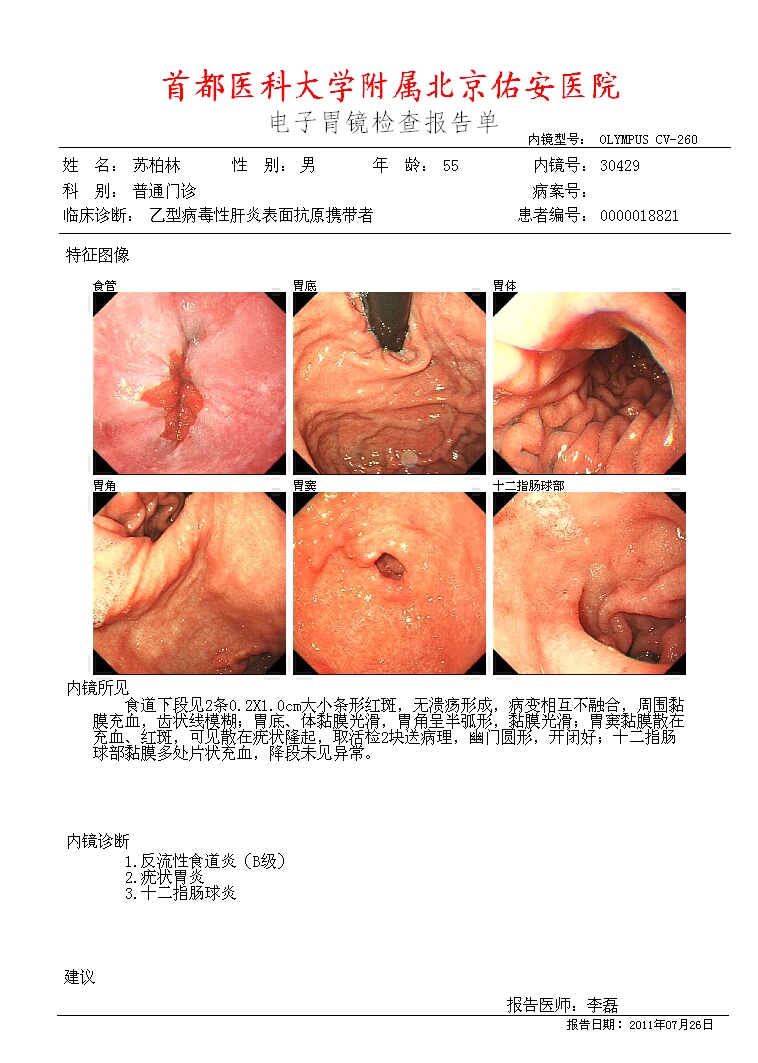 首都医科大学附属北京佑安医院
电子胃镜检查报告单
内镜型号： OLYMPUS CV-260
姓 名： 苏柏林 性 别： 男 年 龄： 55 内镜号： 30429
科 别： 普通门诊 病案号：
临床诊断： 乙型病毒性肝炎表面抗原携带者 患者编号： 0000018821
特征图像
食管 胃底 胃体
胃角 胃窦 十二指肠球部
内镜所见
食道下段见2条0.2X1.0cm大小条形红斑，无溃疡形成，病变相互不融合，周围黏
膜充血，齿状线模糊；胃底、体黏膜光滑，胃角呈半弧形，黏膜光滑；胃窦黏膜散在
充血、红斑，可见散在疣状隆起，取活检2块送病理，幽门圆形，开闭好；十二指肠
球部黏膜多处片状充血，降段未见异常。
内镜诊断
1.反流性食道炎（B级）
2.疣状胃炎
3.十二指肠球炎
建议
报告医师： 李磊
报告日期： 2011年07月26日